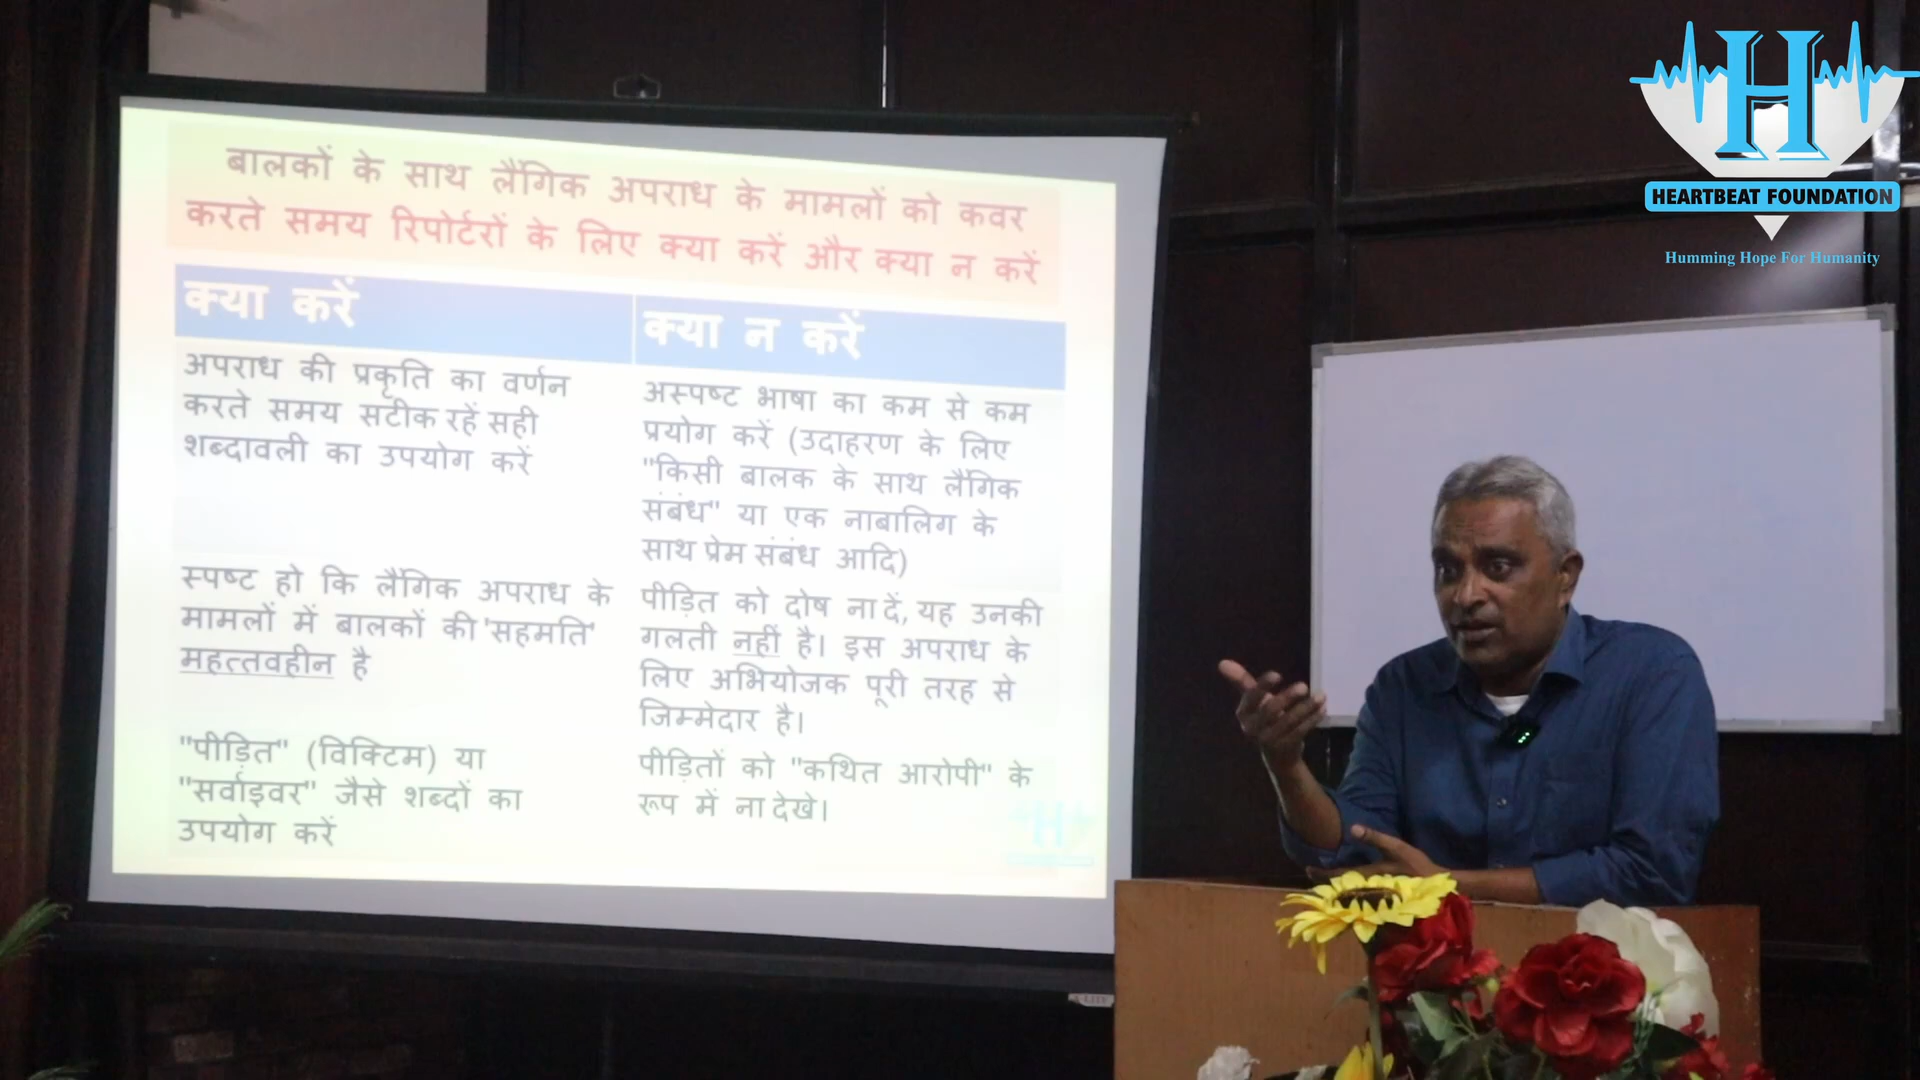 बालकों के साथ लैंगिक अपराध के मामलों को कवर
करते समय रिपोर्टरों के लिए क्या करें और क्या न करें
क्या करें
अपराध की प्रकृति का वर्णन
करते समय सटीक रहें सही
शब्दावली का उपयोग करें
स्पष्ट हो कि लैंगिक अपराध के
मामलों में बालकों की 'सहमति'
महत्तवहीन है
"पीड़ित" (विक्टिम) या
"सर्वाइवर" जैसे शब्दों का
उपयोग करें
क्या न करें
अस्पष्ट भाषा का कम से कम
प्रयोग करें (उदाहरण के लिए
"किसी बालक के साथ लैंगिक
संबंध" या एक नाबालिग के
साथ प्रेम संबंध आदि)
पीड़ित को दोष ना दें, यह उनकी
गलती नहीं है। इस अपराध के
लिए अभियोजक पूरी तरह से
जिम्मेदार है।
पीड़ितों को "कथित आरोपी" के
रूप में ना देखे।
H
HEARTBEAT FOUNDATION
Humming Hope For Humanity